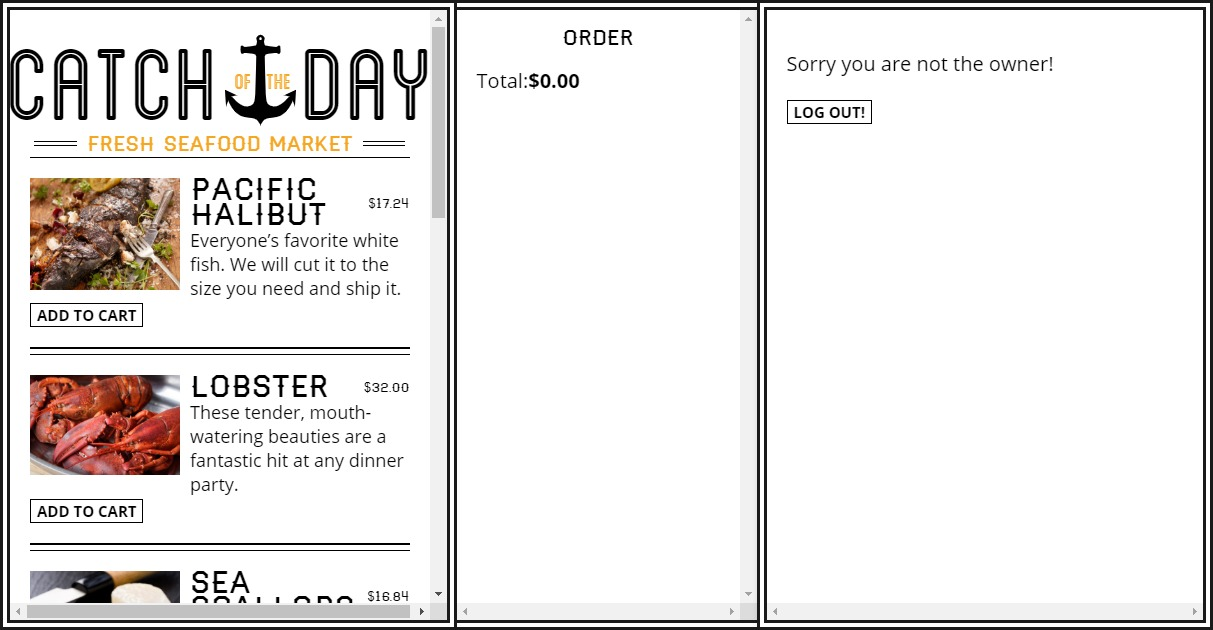 CATCH OF THE DAY
FRESH SEAFOOD MARKET
PACIFIC
HALIBUT
$17.24
Everyone’s favorite white
fish. We will cut it to the
size you need and ship it.
ADD TO CART
LOBSTER
$32.00
These tender, mouth-
watering beauties are a
fantastic hit at any dinner
party.
ADD TO CART
SEA
SCALLOPS
$16.84
ORDER
Total:$0.00
Sorry you are not the owner!
LOG OUT!